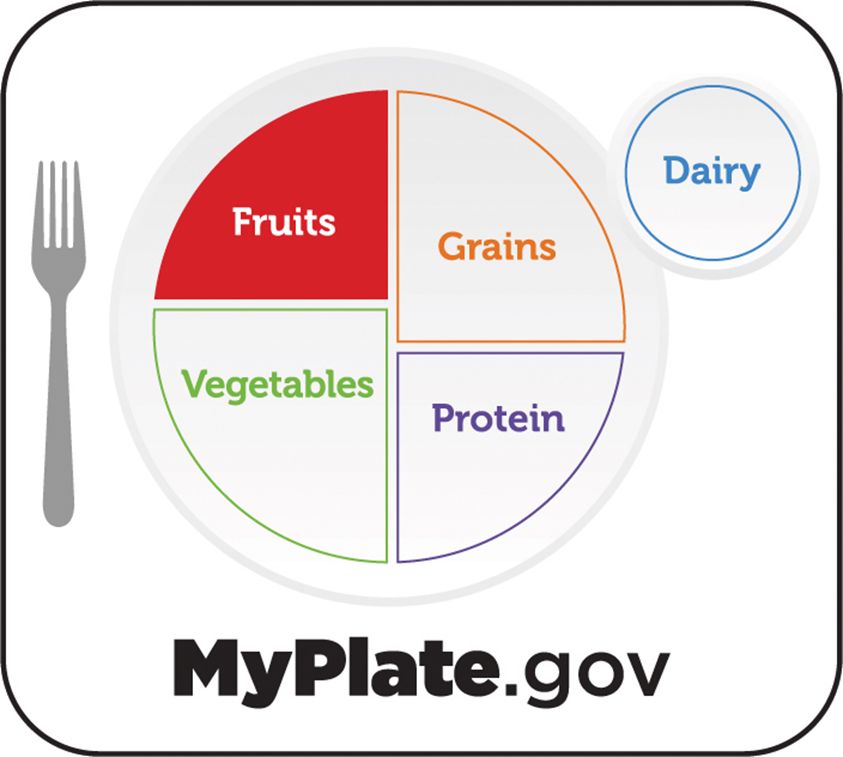 Fruits
Grains
Dairy
Vegetables
Protein
MyPlate.gov